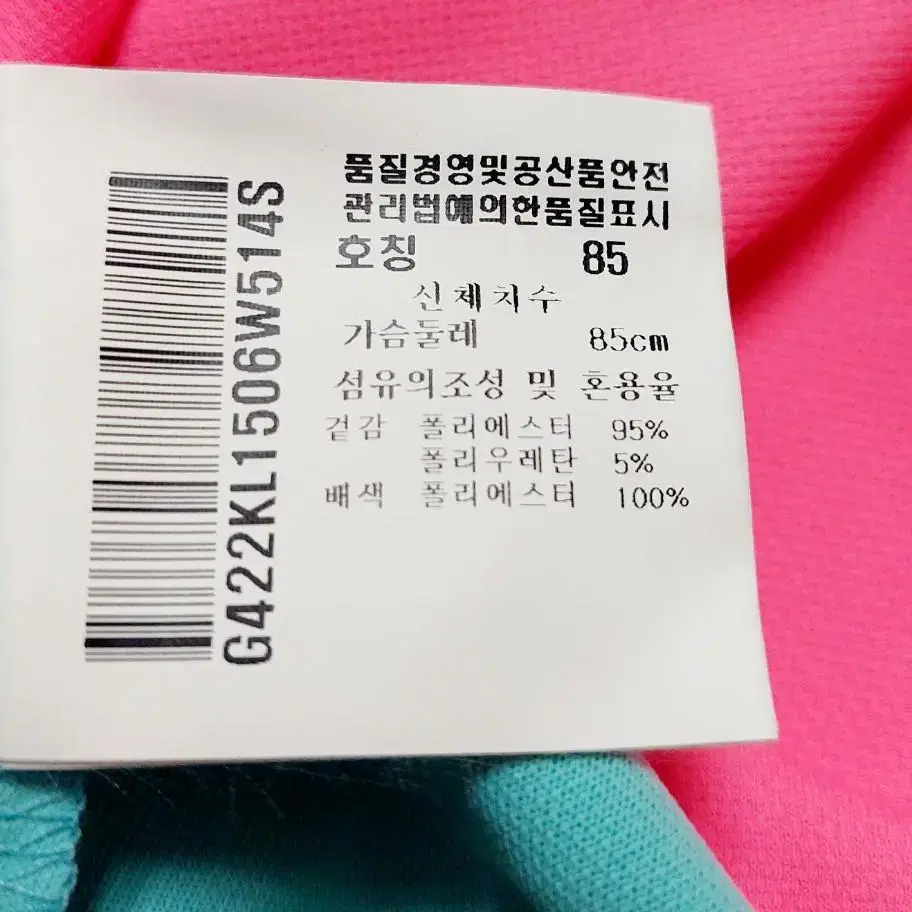 품질경영및공산품안전
관리법에의한품질표시
호칭 85
신체치수
가슴둘레 85cm
섬유의조성 및 혼용율
겉감 폴리에스터 95%
폴리우레탄 5%
배색 폴리에스터 100%
G422KL1506W514S